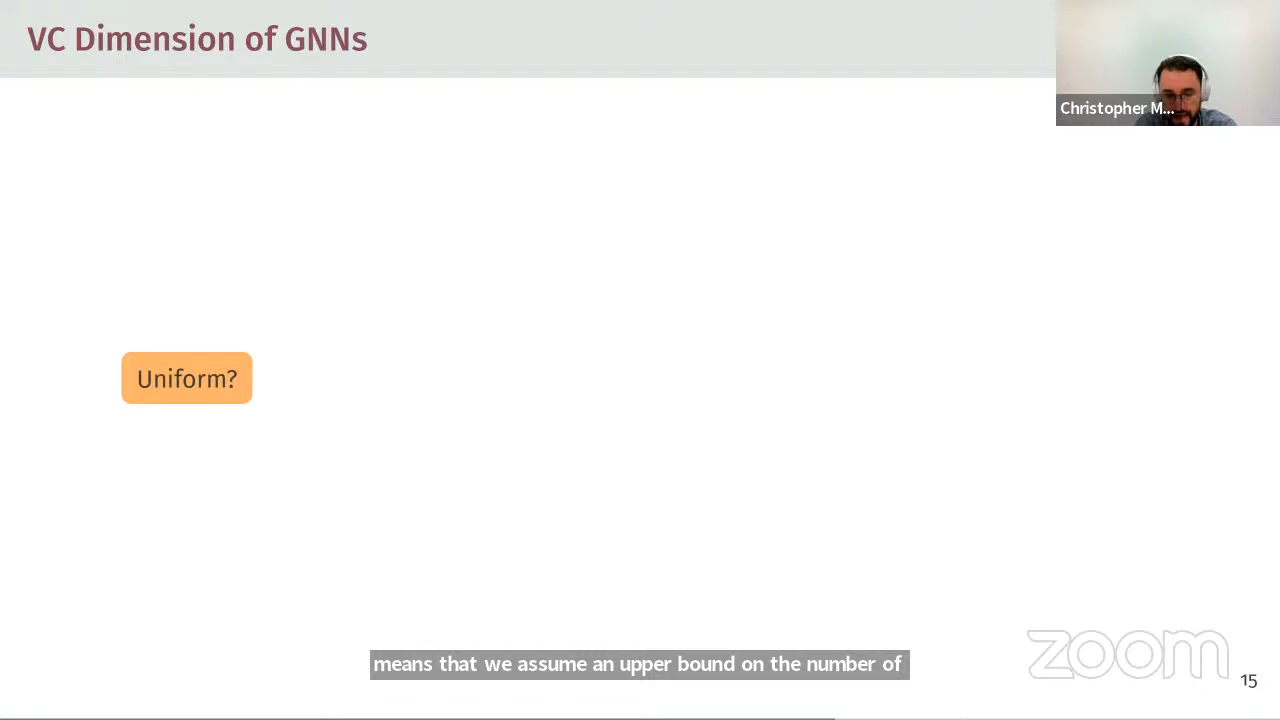 VC Dimension of GNNs
Christopher M...
Uniform?
means that we assume an upper bound on the number of
zoom
15